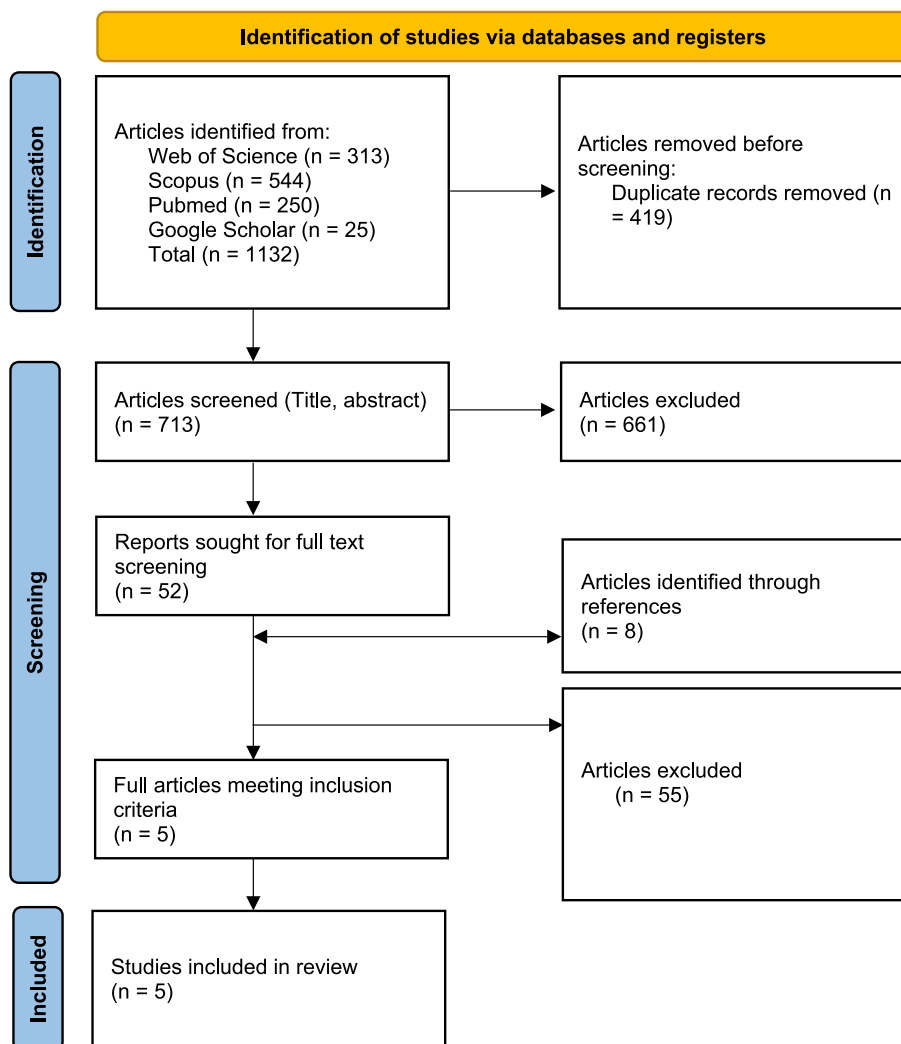 Identification of studies via databases and registers
Identification
Articles identified from:
Web of Science (n = 313)
Scopus (n = 544)
Pubmed (n = 250)
Google Scholar (n = 25)
Total (n = 1132)
Articles removed before
screening:
Duplicate records removed (n
= 419)
Screening
Articles screened (Title, abstract)
(n = 713)
Articles excluded
(n = 661)
Reports sought for full text
screening
(n = 52)
Articles identified through
references
(n = 8)
Articles excluded
(n = 55)
Full articles meeting inclusion
criteria
(n = 5)
Included
Studies included in review
(n = 5)